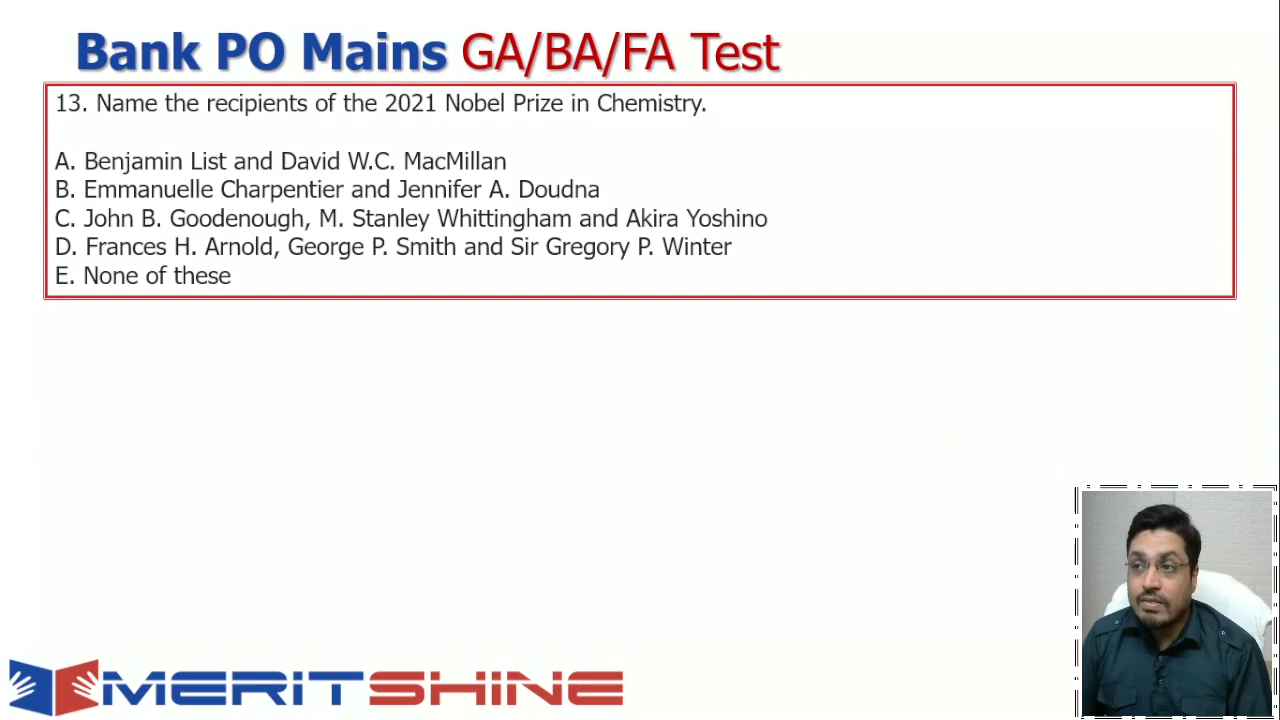 Bank PO Mains GA/BA/FA Test
13. Name the recipients of the 2021 Nobel Prize in Chemistry.
A. Benjamin List and David W.C. MacMillan
B. Emmanuelle Charpentier and Jennifer A. Doudna
C. John B. Goodenough, M. Stanley Whittingham and Akira Yoshino
D. Frances H. Arnold, George P. Smith and Sir Gregory P. Winter
E. None of these
MERITSHINE